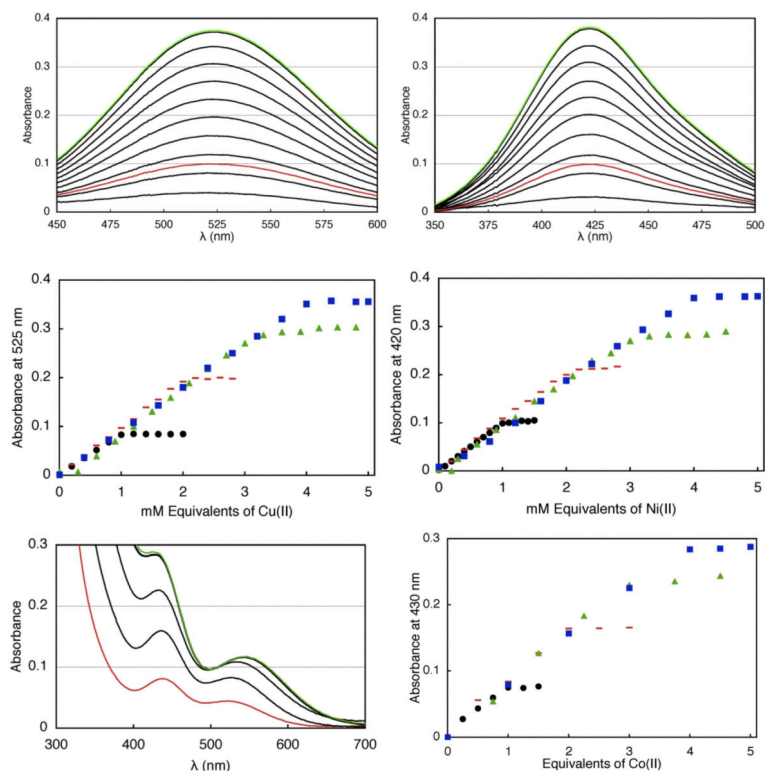 0.4
0.3
0.2
0.1
0
Absorbance
450 475 500 525 550 575 600
λ (nm)
0.4
0.3
0.2
0.1
0
Absorbance
350 375 400 425 450 475 500
λ (nm)
0.4
0.3
0.2
0.1
0
Absorbance at 525 nm
0 1 2 3 4 5
mM Equivalents of Cu(II)
0.4
0.3
0.2
0.1
0.0
Absorbance at 420 nm
0 1 2 3 4 5
mM Equivalents of Ni(II)
0.3
0.2
0.1
0
Absorbance
300 400 500 600 700
λ (nm)
0.3
0.2
0.1
0
Absorbance at 430 nm
0 1 2 3 4 5
Equivalents of Co(II)